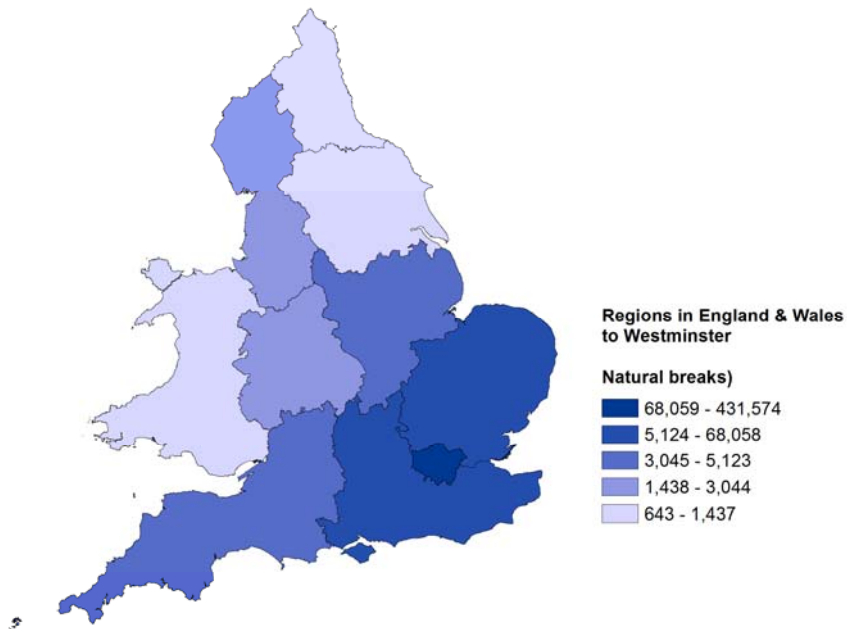 Regions in England & Wales
to Westminster
Natural breaks)
68,059 - 431,574
5,124 - 68,058
3,045 - 5,123
1,438 - 3,044
643 - 1,437